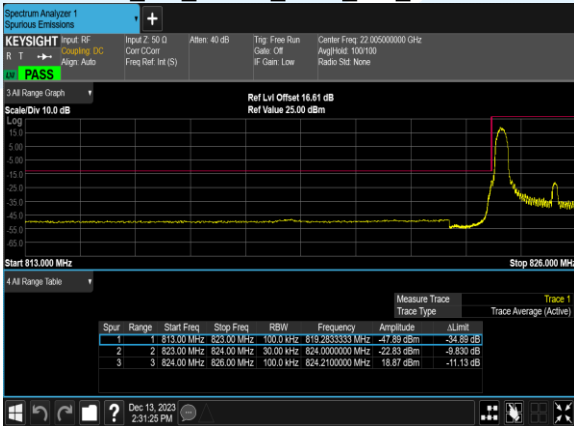 Spectrum Analyzer 1
Spurious Emissions
KEYSIGHT Input: RF Input Z: 50 Ω Atten: 40 dB Trig: Free Run Center Freq: 22.005000000 GHz
R T Coupling: DC Corr CCorr Gate: Off Avg|Hold: 100/100
Align: Auto Freq Ref: Int (S) IF Gain: Low Radio Std: None
PASS
3 All Range Graph
Ref Lvl Offset 16.61 dB
Scale/Div 10.0 dB Ref Value 25.00 dBm
Log
15.0
5.00
-5.00
-15.0
-25.0
-35.0
-45.0
-55.0
-65.0
Start 813.000 MHz Stop 826.000 MHz
4 All Range Table
Measure Trace Trace 1
Trace Type Trace Average (Active)
Spur Range Start Freq Stop Freq RBW Frequency Amplitude ΔLimit
1 1 813.00 MHz 823.00 MHz 100.0 kHz 819.2833333 MHz -47.89 dBm -34.89 dB
2 2 823.00 MHz 824.00 MHz 30.00 kHz 824.0000000 MHz -22.83 dBm -9.830 dB
3 3 824.00 MHz 826.00 MHz 100.0 kHz 824.2100000 MHz 18.87 dBm -11.13 dB
Dec 13, 2023
2:31:25 PM